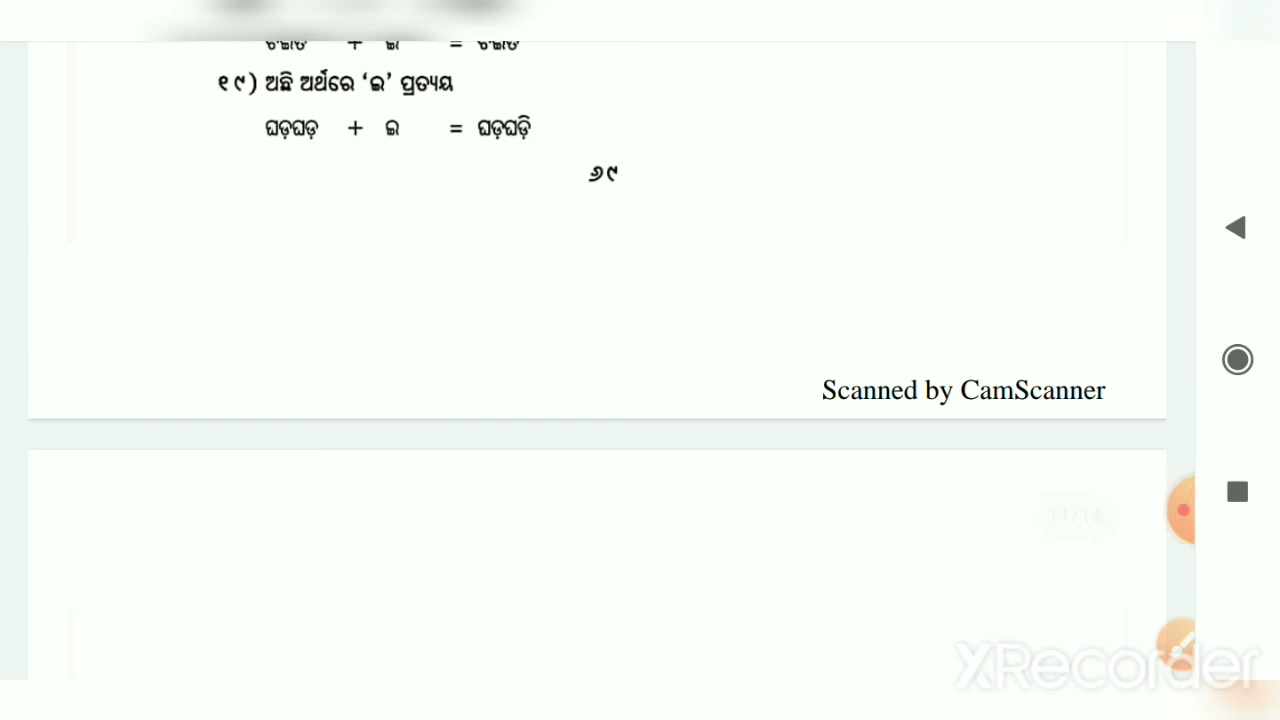 + ଇ =
୧୯) ଅଛି ଅର୍ଥରେ ‘ଇ’ ପ୍ରତ୍ୟୟ
ଘଡ଼ଘଡ଼ + ଇ = ଘଡ଼ଘଡ଼ି
୬୯
Scanned by CamScanner
XRecorder